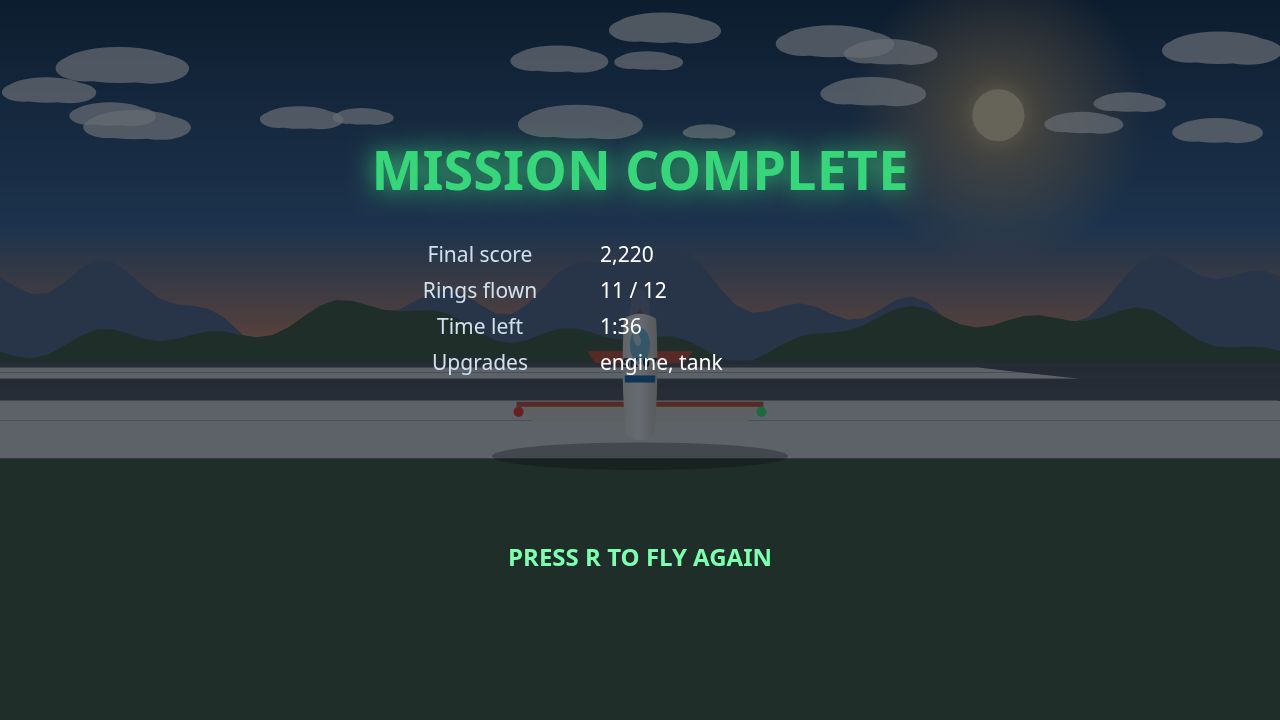 MISSION COMPLETE
Final score 2,220
Rings flown 11 / 12
Time left 1:36
Upgrades engine, tank
PRESS R TO FLY AGAIN